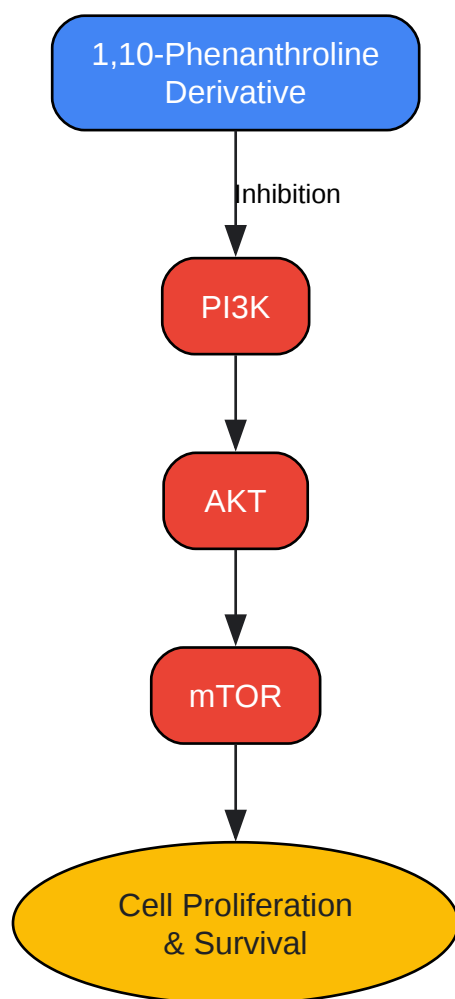 1,10-Phenanthroline
Derivative
Inhibition
PI3K
AKT
mTOR
Cell Proliferation
& Survival